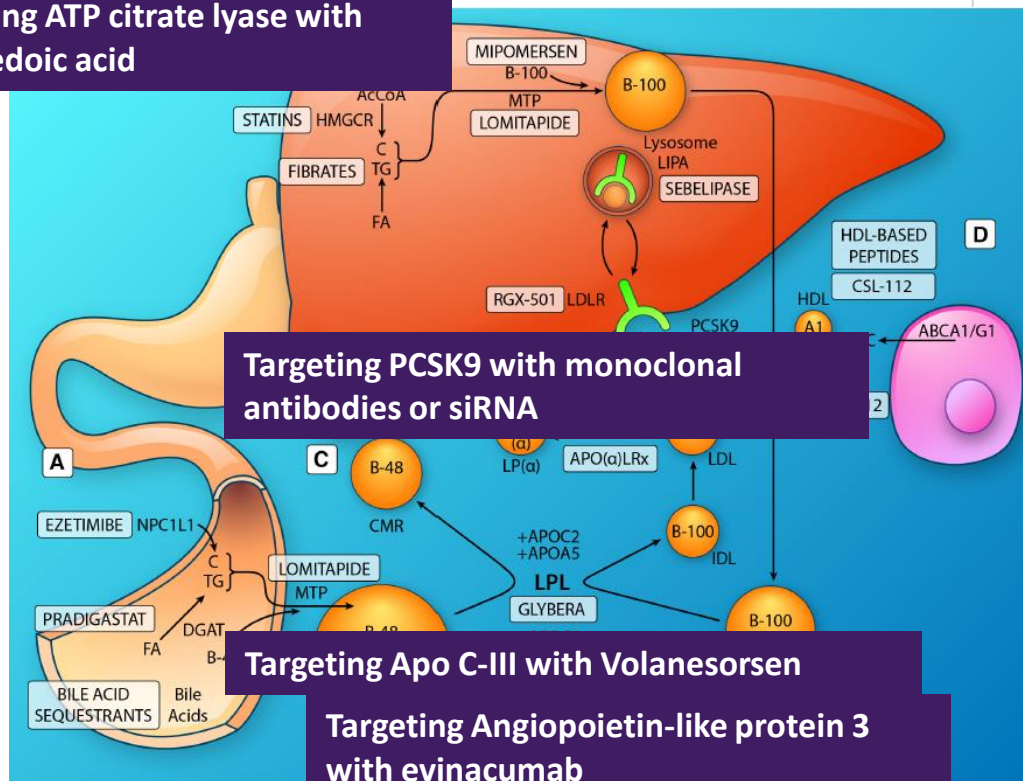 ng ATP citrate lyase with
edoic acid
MIPOMERSEN
B-100
B-100
AcCoA
MTP
STATINS HMGCR
LOMITAPIDE
C
Lysosome
FIBRATES TG
LIPA
SEBELIPASE
FA
HDL-BASED
PEPTIDES
D
CSL-112
RGX-501 LDLR
HDL
PCSK9
A1
C
ABCA1/G1
Targeting PCSK9 with monoclonal
antibodies or siRNA
12
(α)
A
C
B-48
LP(α)
APO(α)LRx
LDL
EZETIMIBE NPC1L1
CMR
+APOC2
+APOA5
B-100
IDL
C
TG
LOMITAPIDE
MTP
LPL
GLYBERA
PRADIGASTAT
DGAT
FA
B-48
B-100
B-4
Targeting Apo C-III with Volanesorsen
BILE ACID
SEQUESTRANTS
Bile
Acids
Targeting Angiopoietin-like protein 3
with evinacumab